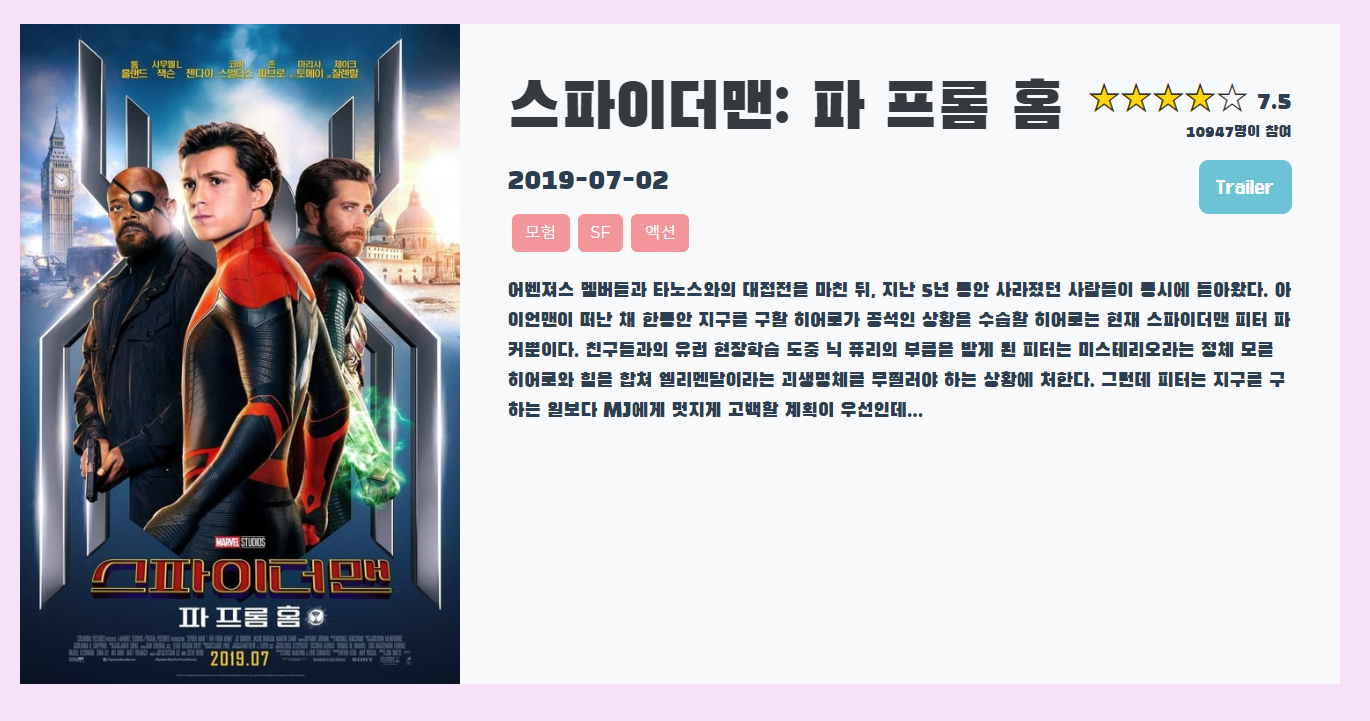 톰 사무엘 L. 코비 존 마리사 제이크
홀랜드 잭슨 젠다야 스멀더스 파브로 토메이 질렌할
MARVEL STUDIOS
스파이더맨
파 프롬 홈
2019.07
SONY
스파이더맨: 파 프롬 홈
7.5
10947명이 참여
2019-07-02
Trailer
모험 SF 액션
어벤져스 멤버들과 타노스와의 대접전을 마친 뒤, 지난 5년 동안 사라졌던 사람들이 동시에 돌아왔다. 아
이언맨이 떠난 채 한동안 지구를 구할 히어로가 공석인 상황을 수습할 히어로는 현재 스파이더맨 피터 파
커뿐이다. 친구들과의 유럽 현장학습 도중 닉 퓨리의 부름을 받게 된 피터는 미스테리오라는 정체 모를
히어로와 힘을 합쳐 엘리멘탈이라는 괴생명체를 무찔러야 하는 상황에 처한다. 그런데 피터는 지구를 구
하는 일보다 MJ에게 멋지게 고백할 계획이 우선인데...